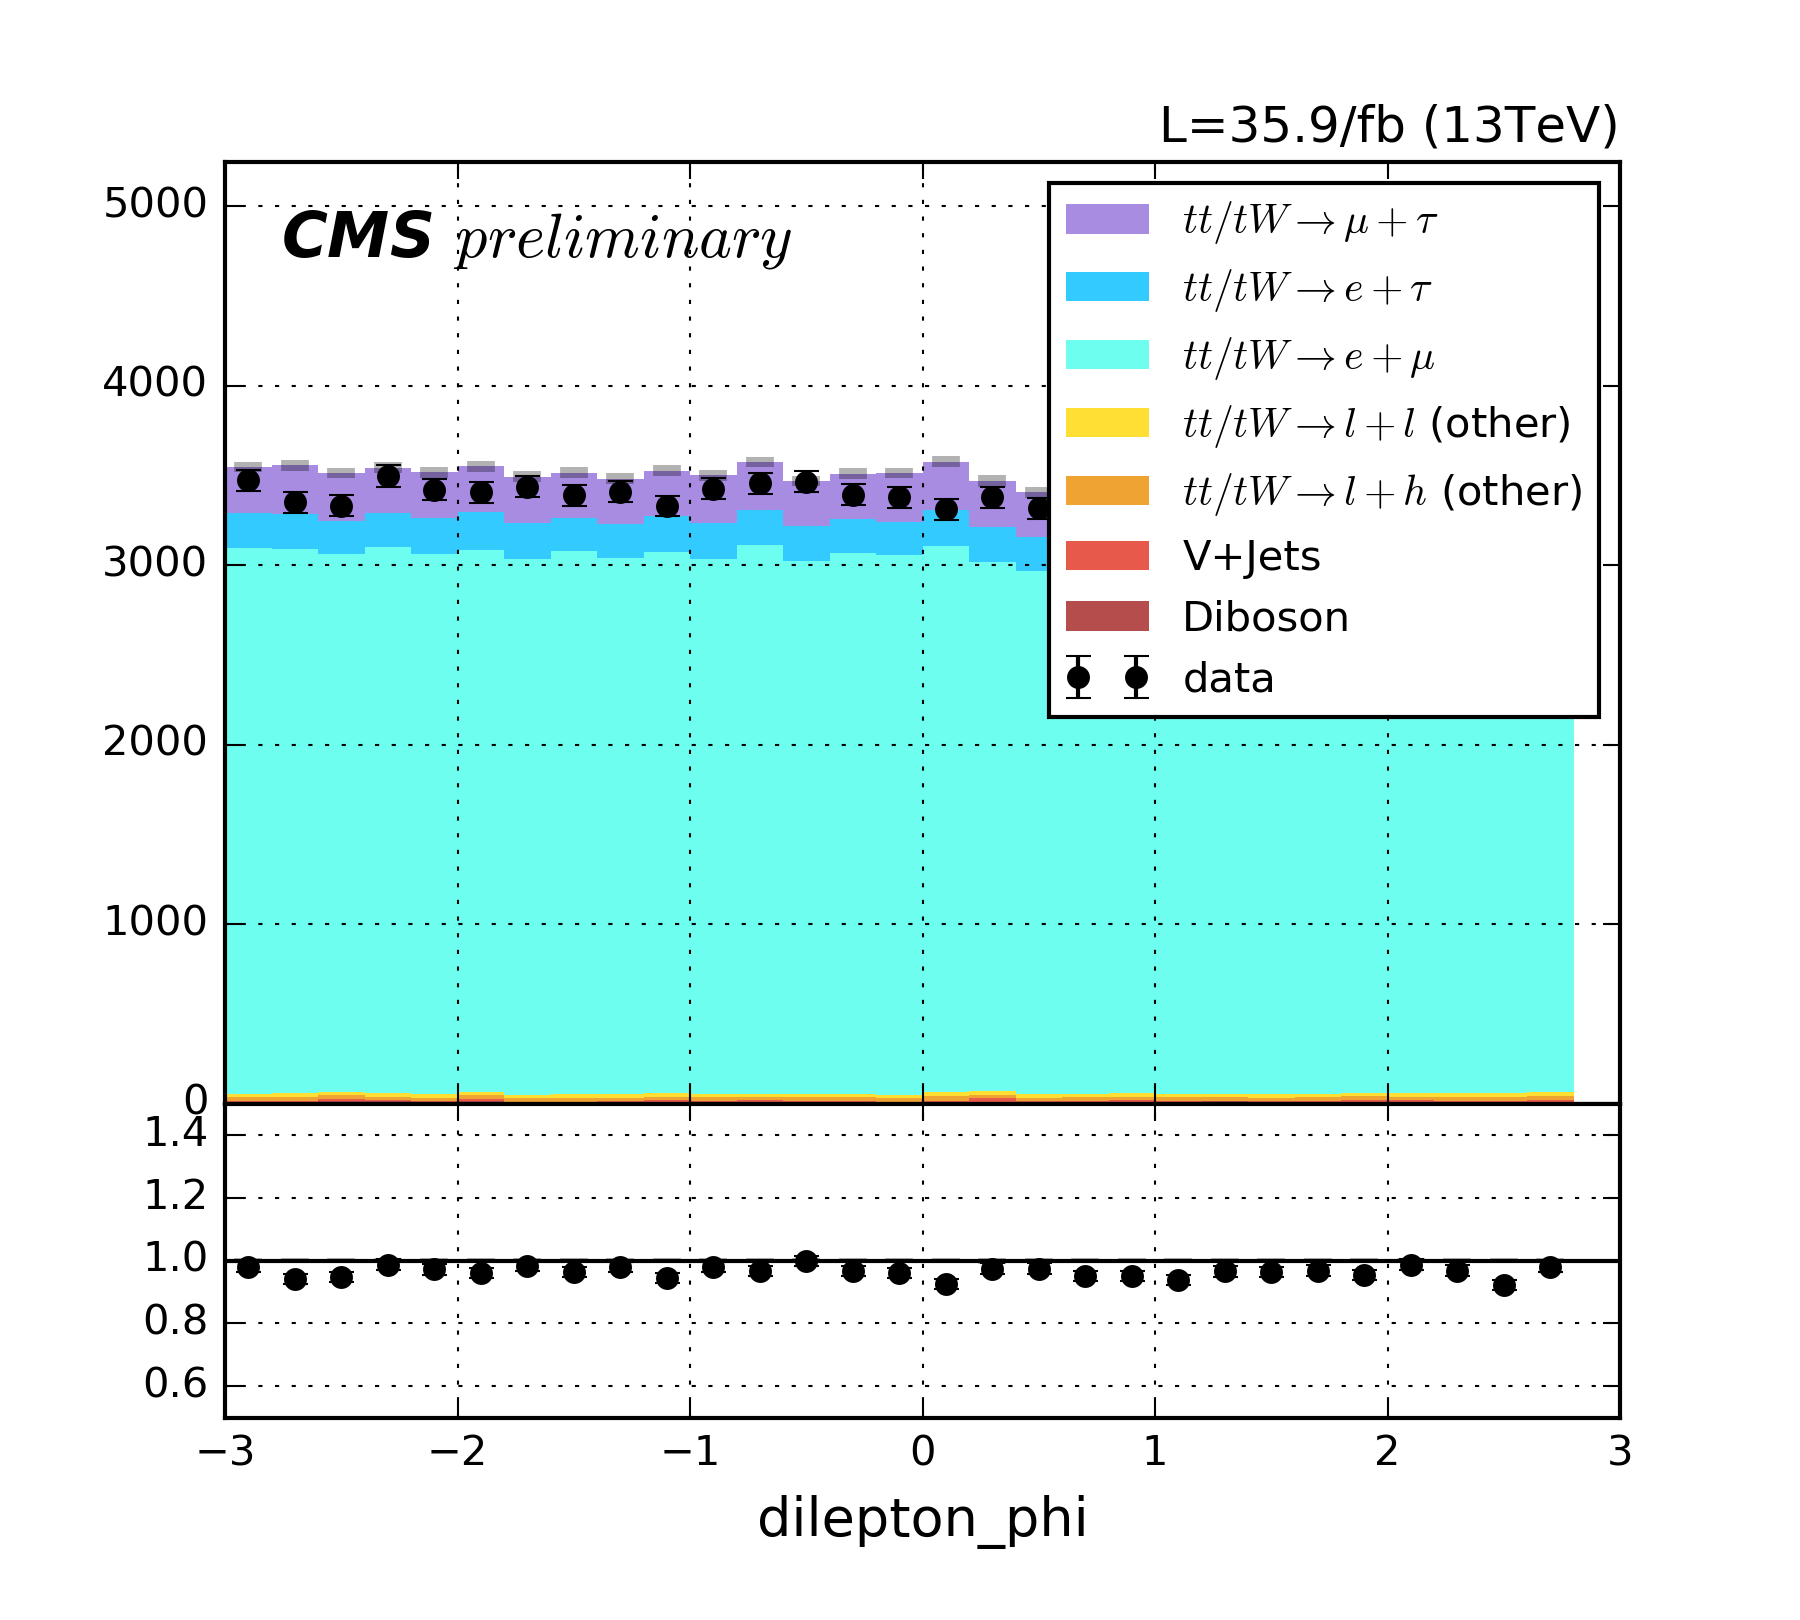 L=35.9/fb (13TeV)
CMS preliminary
5000
4000
3000
2000
1000
0
tt/tW→μ+τ
tt/tW→e+τ
tt/tW→e+μ
tt/tW→l+l (other)
tt/tW→l+h (other)
V+Jets
Diboson
data
1.4
1.2
1.0
0.8
0.6
−3 −2 −1 0 1 2 3
dilepton_phi